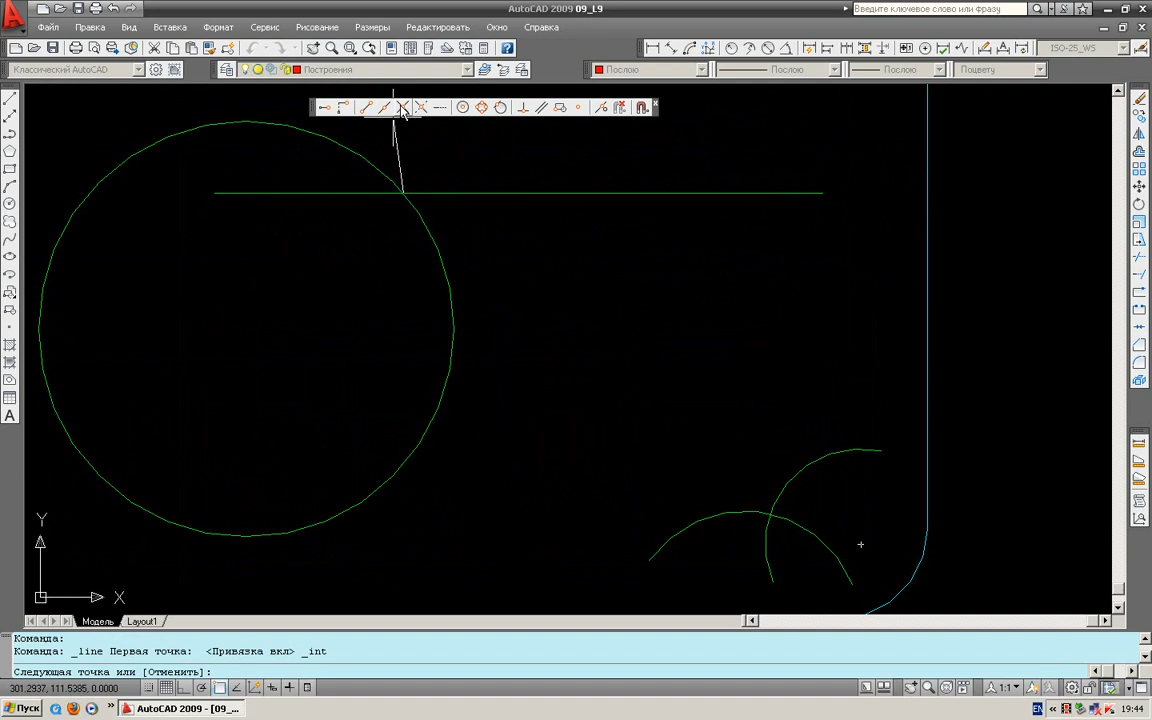 AutoCAD 2009 09_L9
Введите ключевое слово или фразу
Файл Правка Вид Вставка Формат Сервис Рисование Размеры Редактировать Окно Справка
ISO-25_WS
Классический AutoCAD
Построения
Послою
Послою
Послою
Поцвету
A
Y
X
Модель Layout1
Команда:
Команда: _line Первая точка: <Привязка вкл> _int
Следующая точка или [Отменить]:
301.2937, 111.5385, 0.0000
1:1
Пуск
AutoCAD 2009 - [09_...
EN
19:44